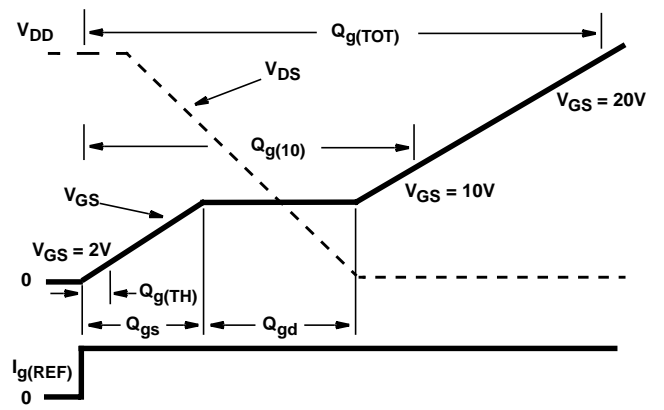 V_DD
Q_g(TOT)
V_DS
V_GS = 20V
Q_g(10)
V_GS
V_GS = 10V
V_GS = 2V
0
Q_g(TH)
Q_gs
Q_gd
I_g(REF)
0